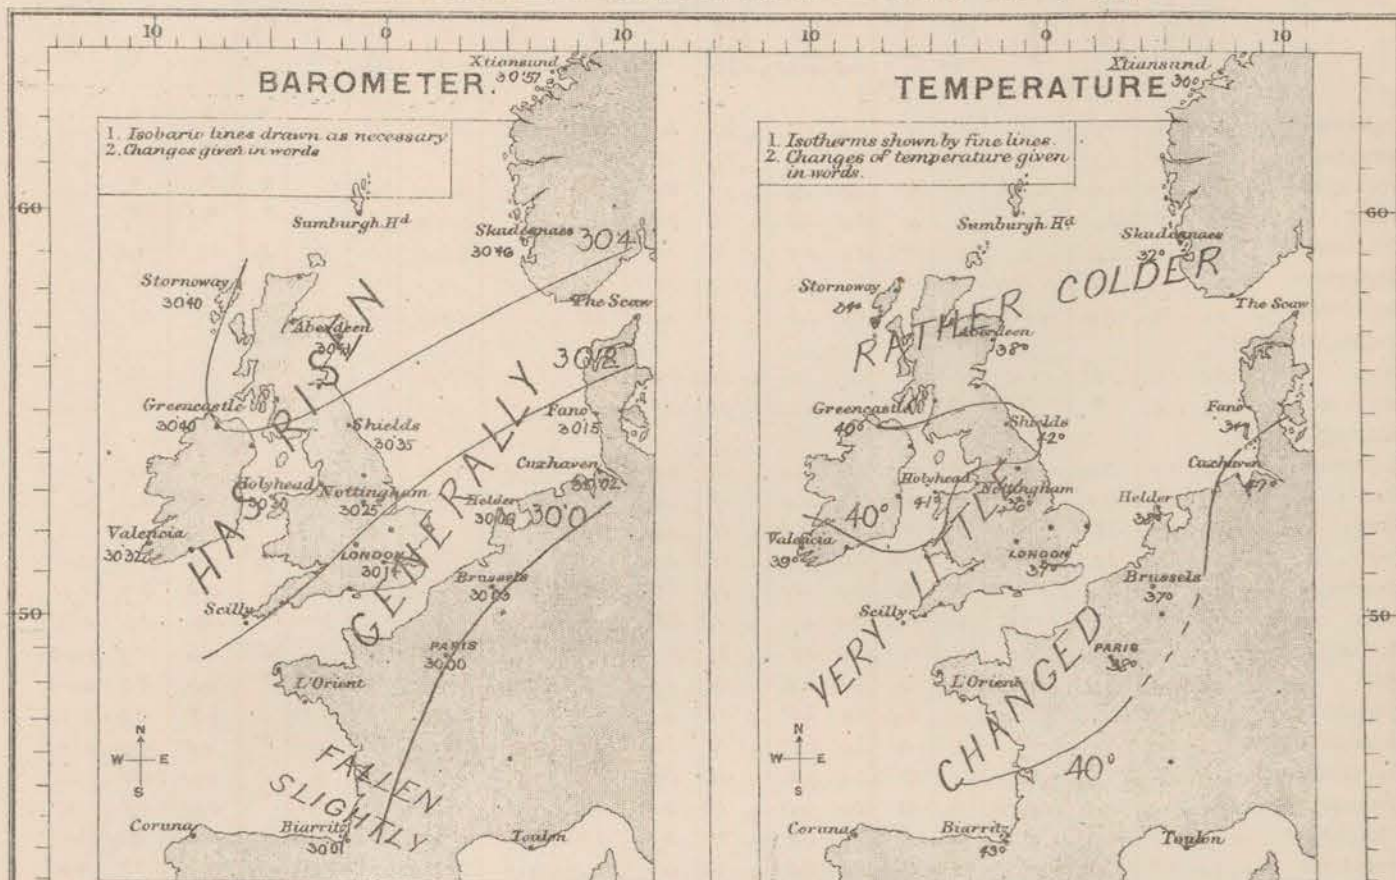 10 0 10
BAROMETER.
1. Isobaric lines drawn as necessary
2. Changes given in words
Xtiansund
30·57
60
Sumburgh Hd
Skudesnaes
30·46
30·4
Stornoway
30·40
The Scaw
Aberdeen
30·41
30·2
Greencastle
30·40
Shields
30·35
Fano
30·15
Cuxhaven
30·02
Holyhead
30·30
Nottingham
30·25
Helder
30·0
Valencia
30·32
LONDON
30·14
Brussels
30·03
Scilly
50
PARIS
30·00
L'Orient
HAS RISEN
GENERALLY
FALLEN
SLIGHTLY
N
W E
S
Coruna
Biarritz
30·01
Toulon
10 0 10
TEMPERATURE
1. Isotherms shown by fine lines.
2. Changes of temperature given
in words.
Xtiansund
60
Sumburgh Hd
Skudesnaes
32°
RATHER COLDER
Stornoway
34°
The Scaw
Aberdeen
38°
Greencastle
40°
Shields
42°
Fano
Cuxhaven
Holyhead
41°
Nottingham
36°
Helder
38°
40°
Valencia
39°
LONDON
37°
Brussels
37°
Scilly
50
PARIS
38°
L'Orient
VERY LITTLE
CHANGED
40°
N
W E
S
Coruna
Biarritz
43°
Toulon